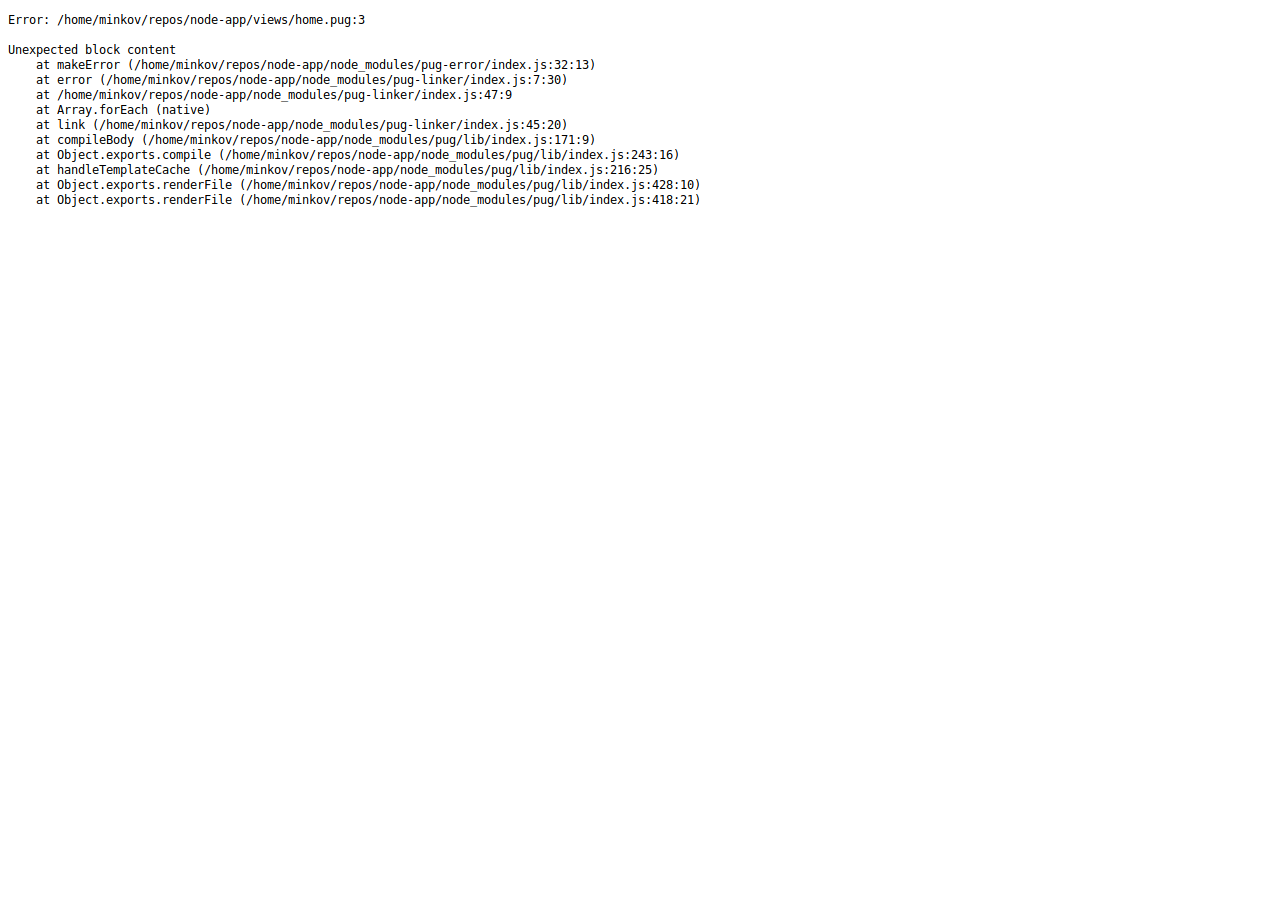 Error: /home/minkov/repos/node-app/views/home.pug:3

Unexpected block content
    at makeError (/home/minkov/repos/node-app/node_modules/pug-error/index.js:32:13)
    at error (/home/minkov/repos/node-app/node_modules/pug-linker/index.js:7:30)
    at /home/minkov/repos/node-app/node_modules/pug-linker/index.js:47:9
    at Array.forEach (native)
    at link (/home/minkov/repos/node-app/node_modules/pug-linker/index.js:45:20)
    at compileBody (/home/minkov/repos/node-app/node_modules/pug/lib/index.js:171:9)
    at Object.exports.compile (/home/minkov/repos/node-app/node_modules/pug/lib/index.js:243:16)
    at handleTemplateCache (/home/minkov/repos/node-app/node_modules/pug/lib/index.js:216:25)
    at Object.exports.renderFile (/home/minkov/repos/node-app/node_modules/pug/lib/index.js:428:10)
    at Object.exports.renderFile (/home/minkov/repos/node-app/node_modules/pug/lib/index.js:418:21)